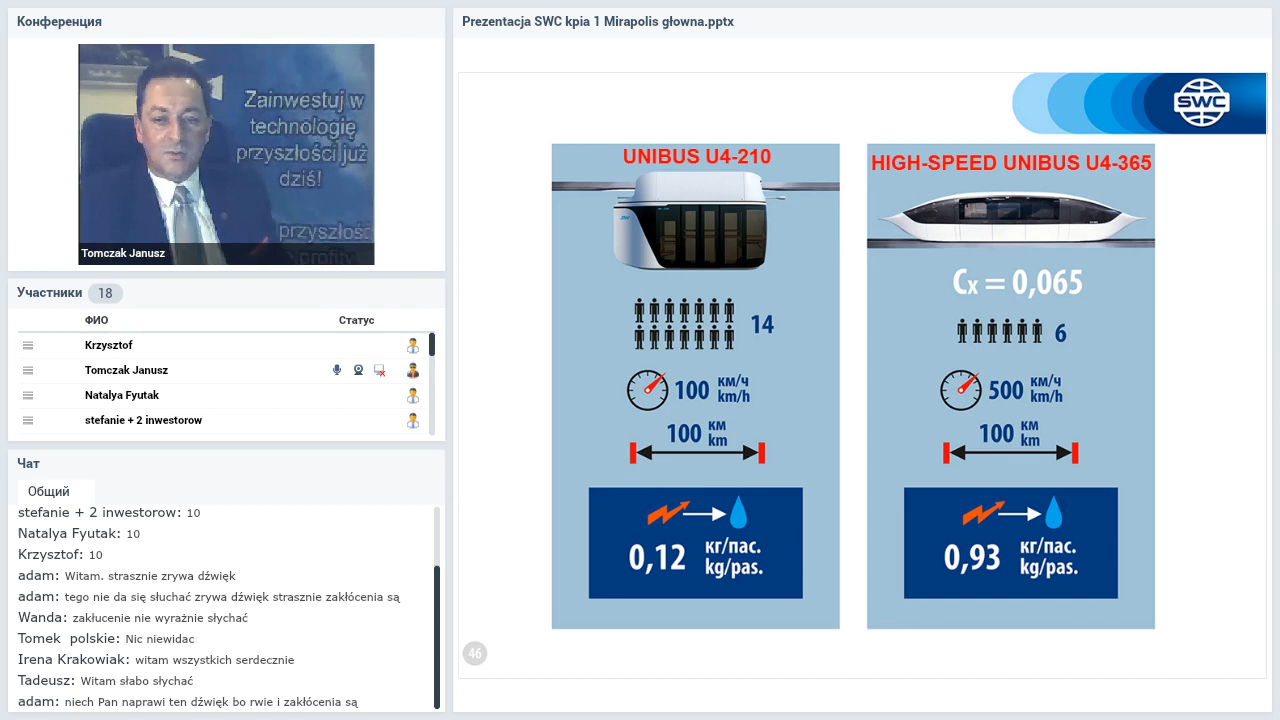 Конференция
Zainwestuj w
technologię
przyszłości już
dziś!
przyszłość
Tomczak Janusz
Участники 18
ФИО Статус
Krzysztof
Tomczak Janusz
Natalya Fyutak
stefanie + 2 inwestorow
Чат
Общий
stefanie + 2 inwestorow: 10
Natalya Fyutak: 10
Krzysztof: 10
adam: Witam. strasznie zrywa dźwięk
adam: tego nie da się słuchać zrywa dźwięk strasznie zakłócenia są
Wanda: zakłucenie nie wyrażnie słychać
Tomek polskie: Nic niewidac
Irena Krakowiak: witam wszystkich serdecznie
Tadeusz: Witam słabo słychać
adam: niech Pan naprawi ten dźwięk bo rwie i zakłócenia są
Prezentacja SWC kpia 1 Mirapolis głowna.pptx
SWC
UNIBUS U4-210
14
100 км/ч
km/h
100 км
km
0,12 кг/пас.
kg/pas.
HIGH-SPEED UNIBUS U4-365
Cx = 0,065
6
500 км/ч
km/h
100 км
km
0,93 кг/пас.
kg/pas.
46